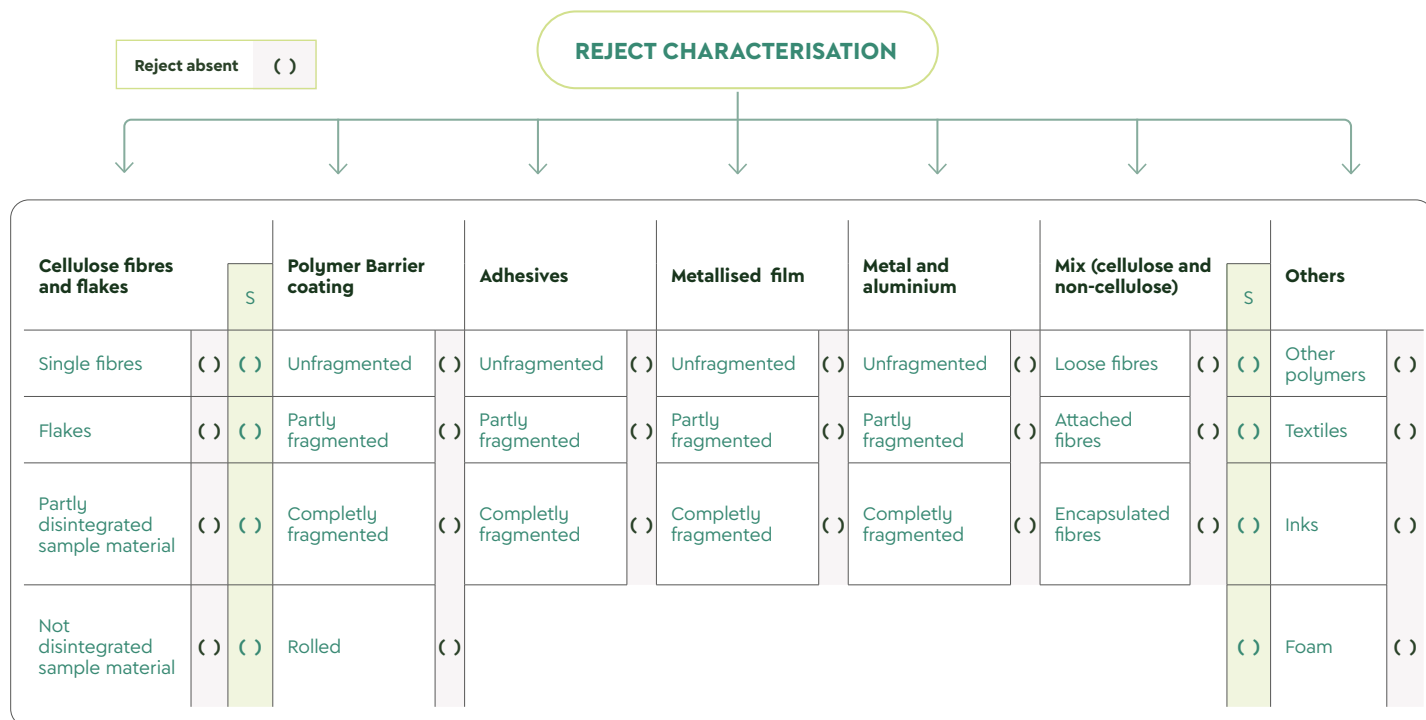 REJECT CHARACTERISATION
Reject absent ( )
Cellulose fibres
and flakes
S
Polymer Barrier
coating
Adhesives
Metallised film
Metal and
aluminium
Mix (cellulose and
non-cellulose)
S
Others
Single fibres ( ) ( )
Unfragmented ( )
Unfragmented ( )
Unfragmented ( )
Unfragmented ( )
Loose fibres ( ) ( )
Other
polymers ( )
Flakes ( ) ( )
Partly
fragmented ( )
Partly
fragmented ( )
Partly
fragmented ( )
Partly
fragmented ( )
Attached
fibres ( ) ( )
Textiles ( )
Partly
disintegrated
sample material ( ) ( )
Completly
fragmented ( )
Completly
fragmented ( )
Completly
fragmented ( )
Completly
fragmented ( )
Encapsulated
fibres ( ) ( )
Inks ( )
Not
disintegrated
sample material ( ) ( )
Rolled ( )
( )
Foam ( )